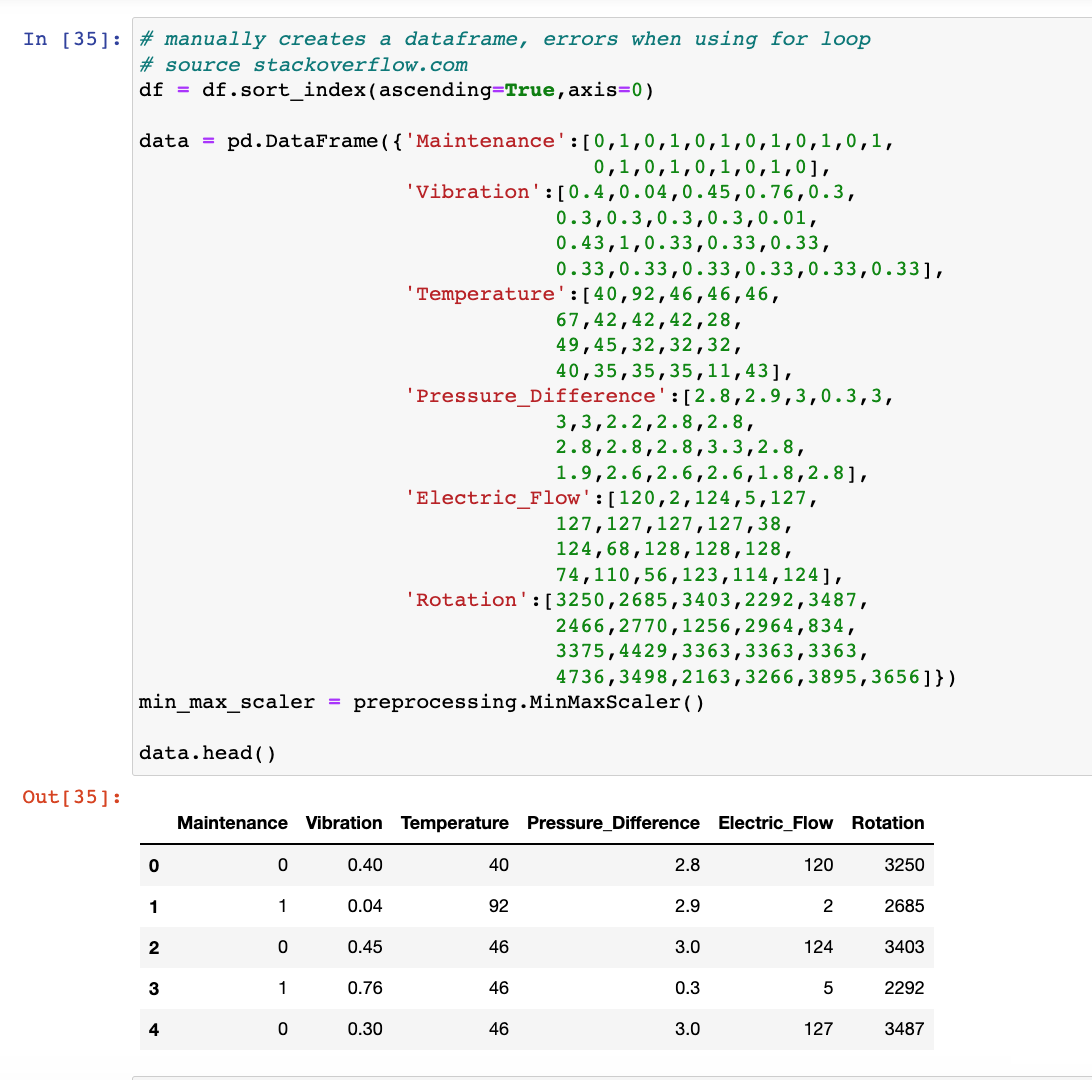 In [35]: # manually creates a dataframe, errors when using for loop
# source stackoverflow.com
df = df.sort_index(ascending=True,axis=0)
data = pd.DataFrame({'Maintenance':[0,1,0,1,0,1,0,1,0,1,0,1,
0,1,0,1,0,1,0,1,0],
'Vibration':[0.4,0.04,0.45,0.76,0.3,
0.3,0.3,0.3,0.3,0.01,
0.43,1,0.33,0.33,0.33,
0.33,0.33,0.33,0.33,0.33,0.33],
'Temperature':[40,92,46,46,46,
67,42,42,42,28,
49,45,32,32,32,
40,35,35,35,11,43],
'Pressure_Difference':[2.8,2.9,3,0.3,3,
3,3,2.2,2.8,2.8,
2.8,2.8,2.8,3.3,2.8,
1.9,2.6,2.6,2.6,1.8,2.8],
'Electric_Flow':[120,2,124,5,127,
127,127,127,127,38,
124,68,128,128,128,
74,110,56,123,114,124],
'Rotation':[3250,2685,3403,2292,3487,
2466,2770,1256,2964,834,
3375,4429,3363,3363,3363,
4736,3498,2163,3266,3895,3656]})
min_max_scaler = preprocessing.MinMaxScaler()
data.head()
Out[35]:
Maintenance Vibration Temperature Pressure_Difference Electric_Flow Rotation
0 0 0.40 40 2.8 120 3250
1 1 0.04 92 2.9 2 2685
2 0 0.45 46 3.0 124 3403
3 1 0.76 46 0.3 5 2292
4 0 0.30 46 3.0 127 3487